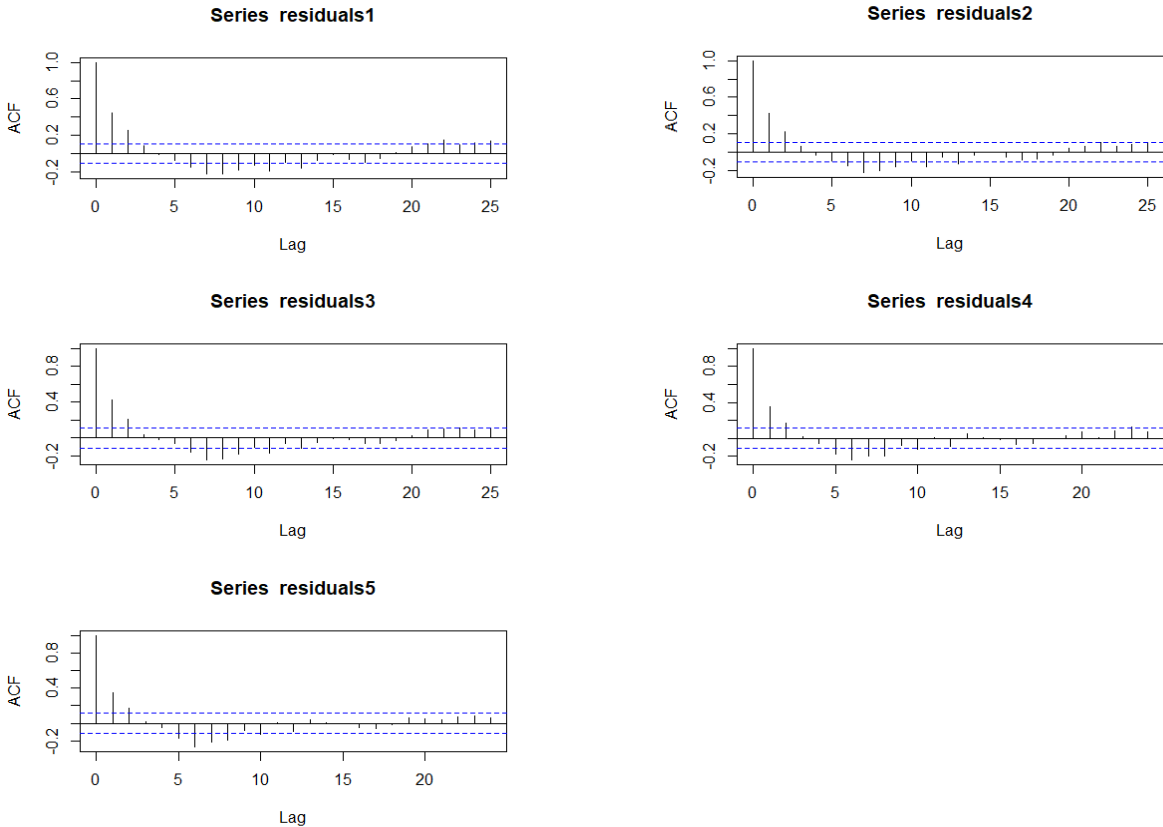 Series residuals1
ACF
-0.2 0.2 0.6 1.0
0 5 10 15 20 25
Lag
Series residuals2
ACF
-0.2 0.2 0.6 1.0
0 5 10 15 20 25
Lag
Series residuals3
ACF
-0.2 0.4 0.8
0 5 10 15 20 25
Lag
Series residuals4
ACF
-0.2 0.4 0.8
0 5 10 15 20
Lag
Series residuals5
ACF
-0.2 0.4 0.8
0 5 10 15 20
Lag